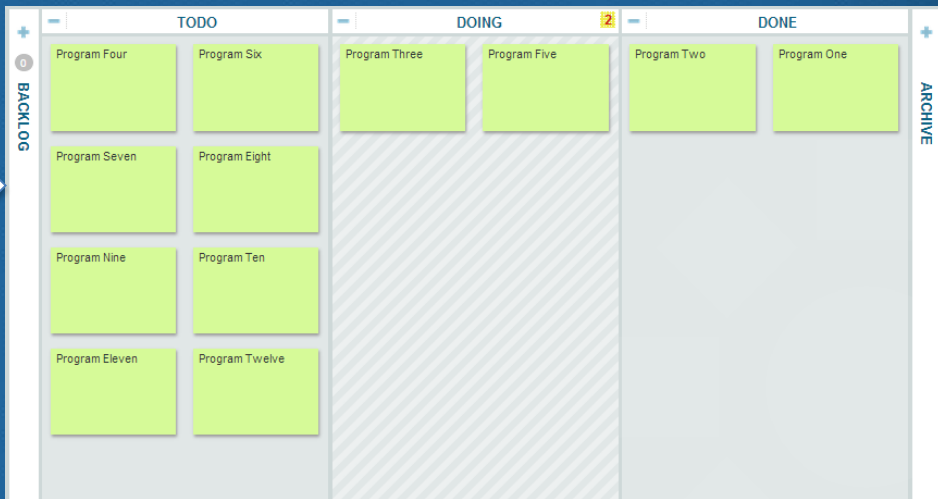 TODO
DOING
2
DONE
0
BACKLOG
ARCHIVE
Program Four
Program Six
Program Three
Program Five
Program Two
Program One
Program Seven
Program Eight
Program Nine
Program Ten
Program Eleven
Program Twelve